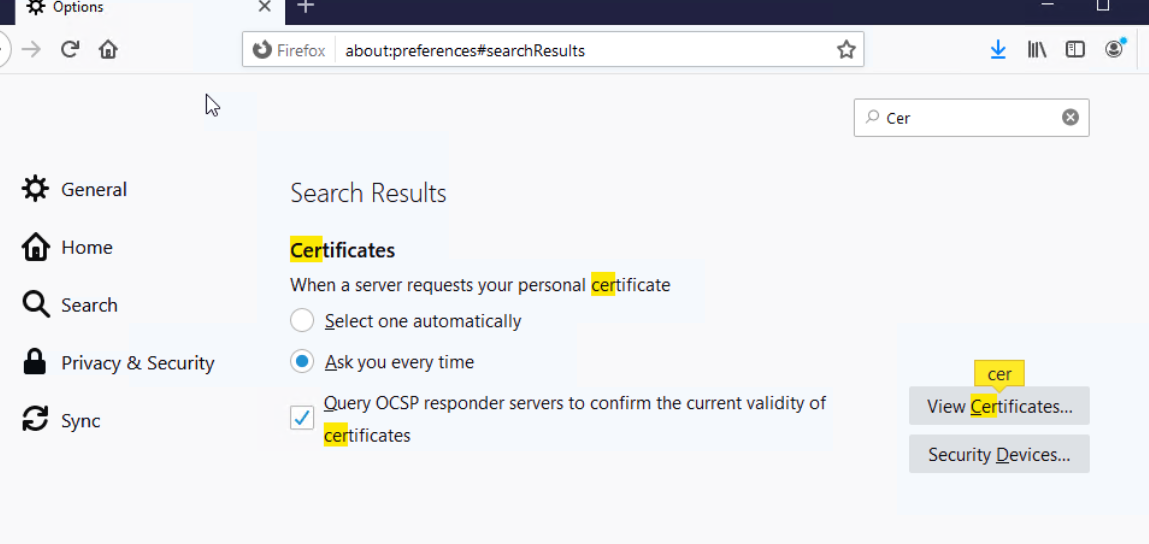 Options
Firefox
about:preferences#searchResults
Cer
General
Home
Search
Privacy & Security
Sync
Search Results
Certificates
When a server requests your personal certificate
Select one automatically
Ask you every time
Query OCSP responder servers to confirm the current validity of
certificates
cer
View Certificates...
Security Devices...